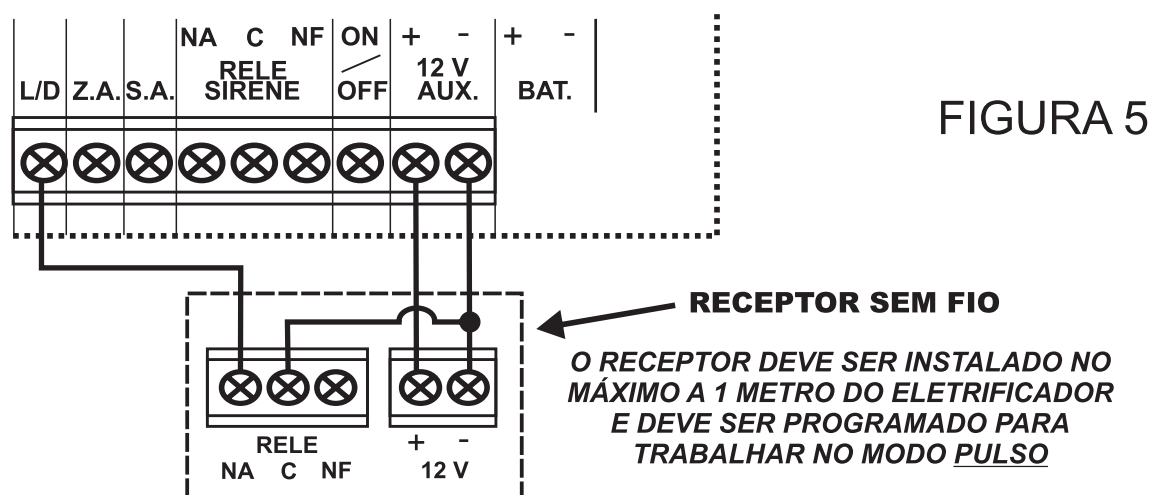 NA C NF ON + - + -
RELE 12 V
L/D Z.A. S.A. SIRENE OFF AUX. BAT.
FIGURA 5
RECEPTOR SEM FIO
O RECEPTOR DEVE SER INSTALADO NO
MÁXIMO A 1 METRO DO ELETRIFICADOR
E DEVE SER PROGRAMADO PARA
TRABALHAR NO MODO PULSO
RELE + -
NA C NF 12 V